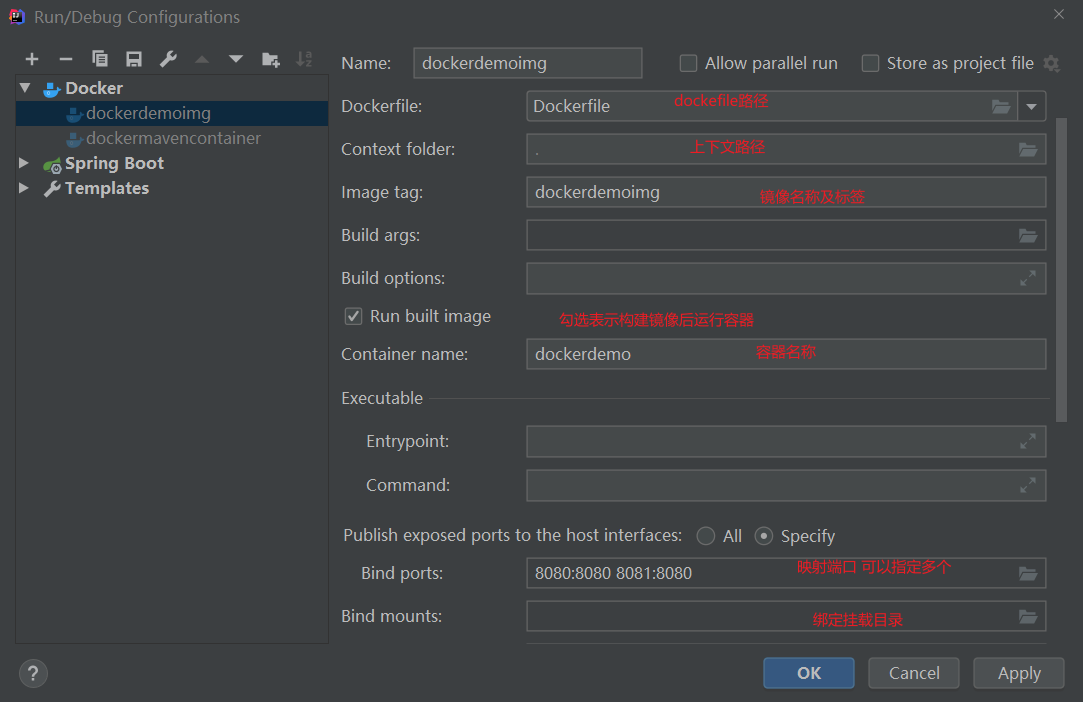 Run/Debug Configurations
Docker
dockerdemoimg
dockermavencontainer
Spring Boot
Templates
Name: dockerdemoimg Allow parallel run Store as project file
Dockerfile: Dockerfile dockefile路径
Context folder: . 上下文路径
Image tag: dockerdemoimg 镜像名称及标签
Build args:
Build options:
Run built image 勾选表示构建镜像后运行容器
Container name: dockerdemo 容器名称
Executable
Entrypoint:
Command:
Publish exposed ports to the host interfaces: All Specify
Bind ports: 8080:8080 8081:8080 映射端口 可以指定多个
Bind mounts: 绑定挂载目录
? OK Cancel Apply